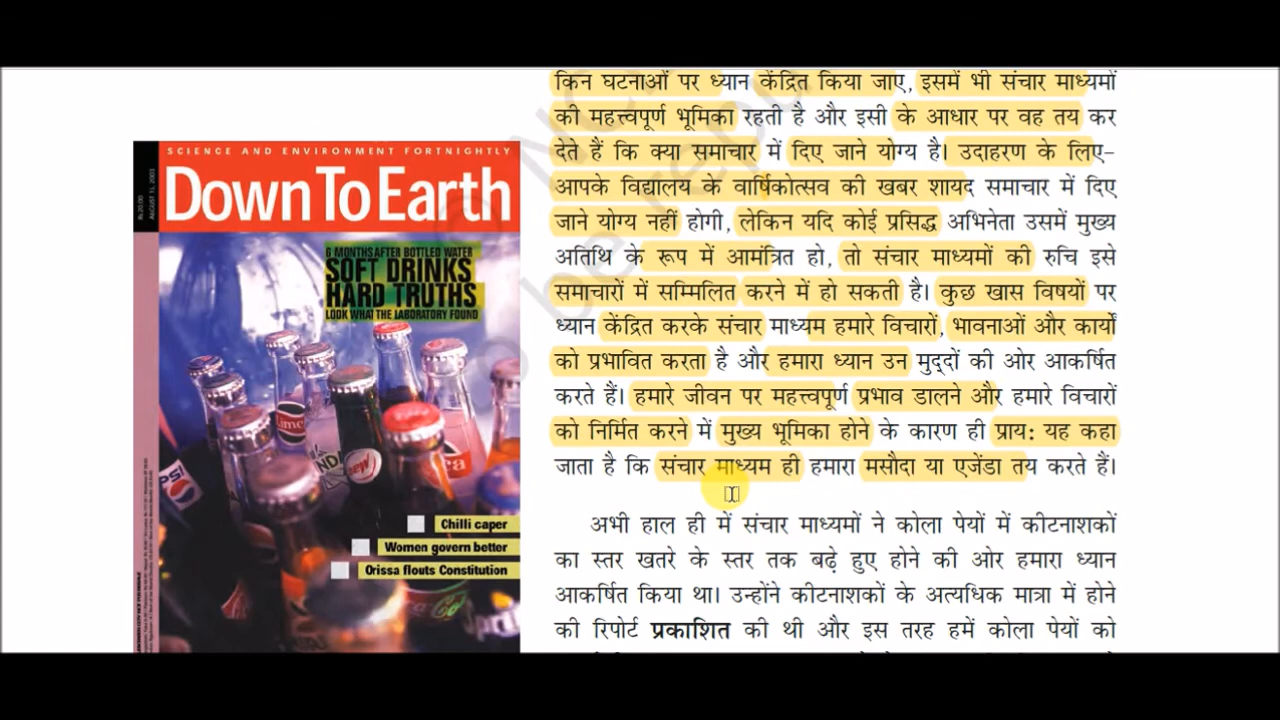 SCIENCE AND ENVIRONMENT FORTNIGHTLY
Down To Earth
6 MONTHS AFTER BOTTLED WATER
SOFT DRINKS
HARD TRUTHS
LOOK WHAT THE LABORATORY FOUND
Chilli caper
Women govern better
Orissa flouts Constitution
किन घटनाओं पर ध्यान केंद्रित किया जाए, इसमें भी संचार माध्यमों
की महत्त्वपूर्ण भूमिका रहती है और इसी के आधार पर वह तय कर
देते हैं कि क्या समाचार में दिए जाने योग्य है। उदाहरण के लिए–
आपके विद्यालय के वार्षिकोत्सव की खबर शायद समाचार में दिए
जाने योग्य नहीं होगी, लेकिन यदि कोई प्रसिद्ध अभिनेता उसमें मुख्य
अतिथि के रूप में आमंत्रित हो, तो संचार माध्यमों की रुचि इसे
समाचारों में सम्मिलित करने में हो सकती है। कुछ खास विषयों पर
ध्यान केंद्रित करके संचार माध्यम हमारे विचारों, भावनाओं और कार्यों
को प्रभावित करता है और हमारा ध्यान उन मुद्दों की ओर आकर्षित
करते हैं। हमारे जीवन पर महत्त्वपूर्ण प्रभाव डालने और हमारे विचारों
को निर्मित करने में मुख्य भूमिका होने के कारण ही प्राय: यह कहा
जाता है कि संचार माध्यम ही हमारा मसौदा या एजेंडा तय करते हैं।
अभी हाल ही में संचार माध्यमों ने कोला पेयों में कीटनाशकों
का स्तर खतरे के स्तर तक बढ़े हुए होने की ओर हमारा ध्यान
आकर्षित किया था। उन्होंने कीटनाशकों के अत्यधिक मात्रा में होने
की रिपोर्ट प्रकाशित की थी और इस तरह हमें कोला पेयों को